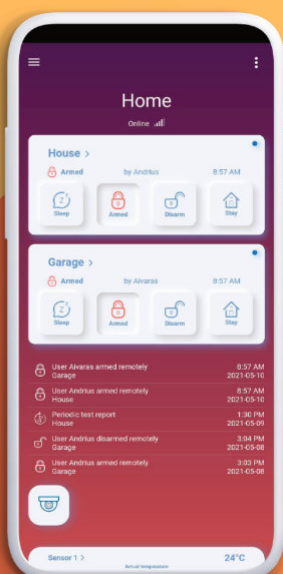 Home
Online
House >
Armed by Andrius 8:57 AM
Sleep Armed Disarm Stay
Garage >
Armed by Aivaras 8:57 AM
Sleep Armed Disarm Stay
User Aivaras armed remotely 8:57 AM
Garage 2021-05-10
User Andrius armed remotely 8:57 AM
House 2021-05-10
Periodic test report 1:30 PM
House 2021-05-09
User Andrius disarmed remotely 3:04 PM
Garage 2021-05-08
User Andrius armed remotely 3:03 PM
Garage 2021-05-08
Sensor 1 > 24°C
Actual temperature